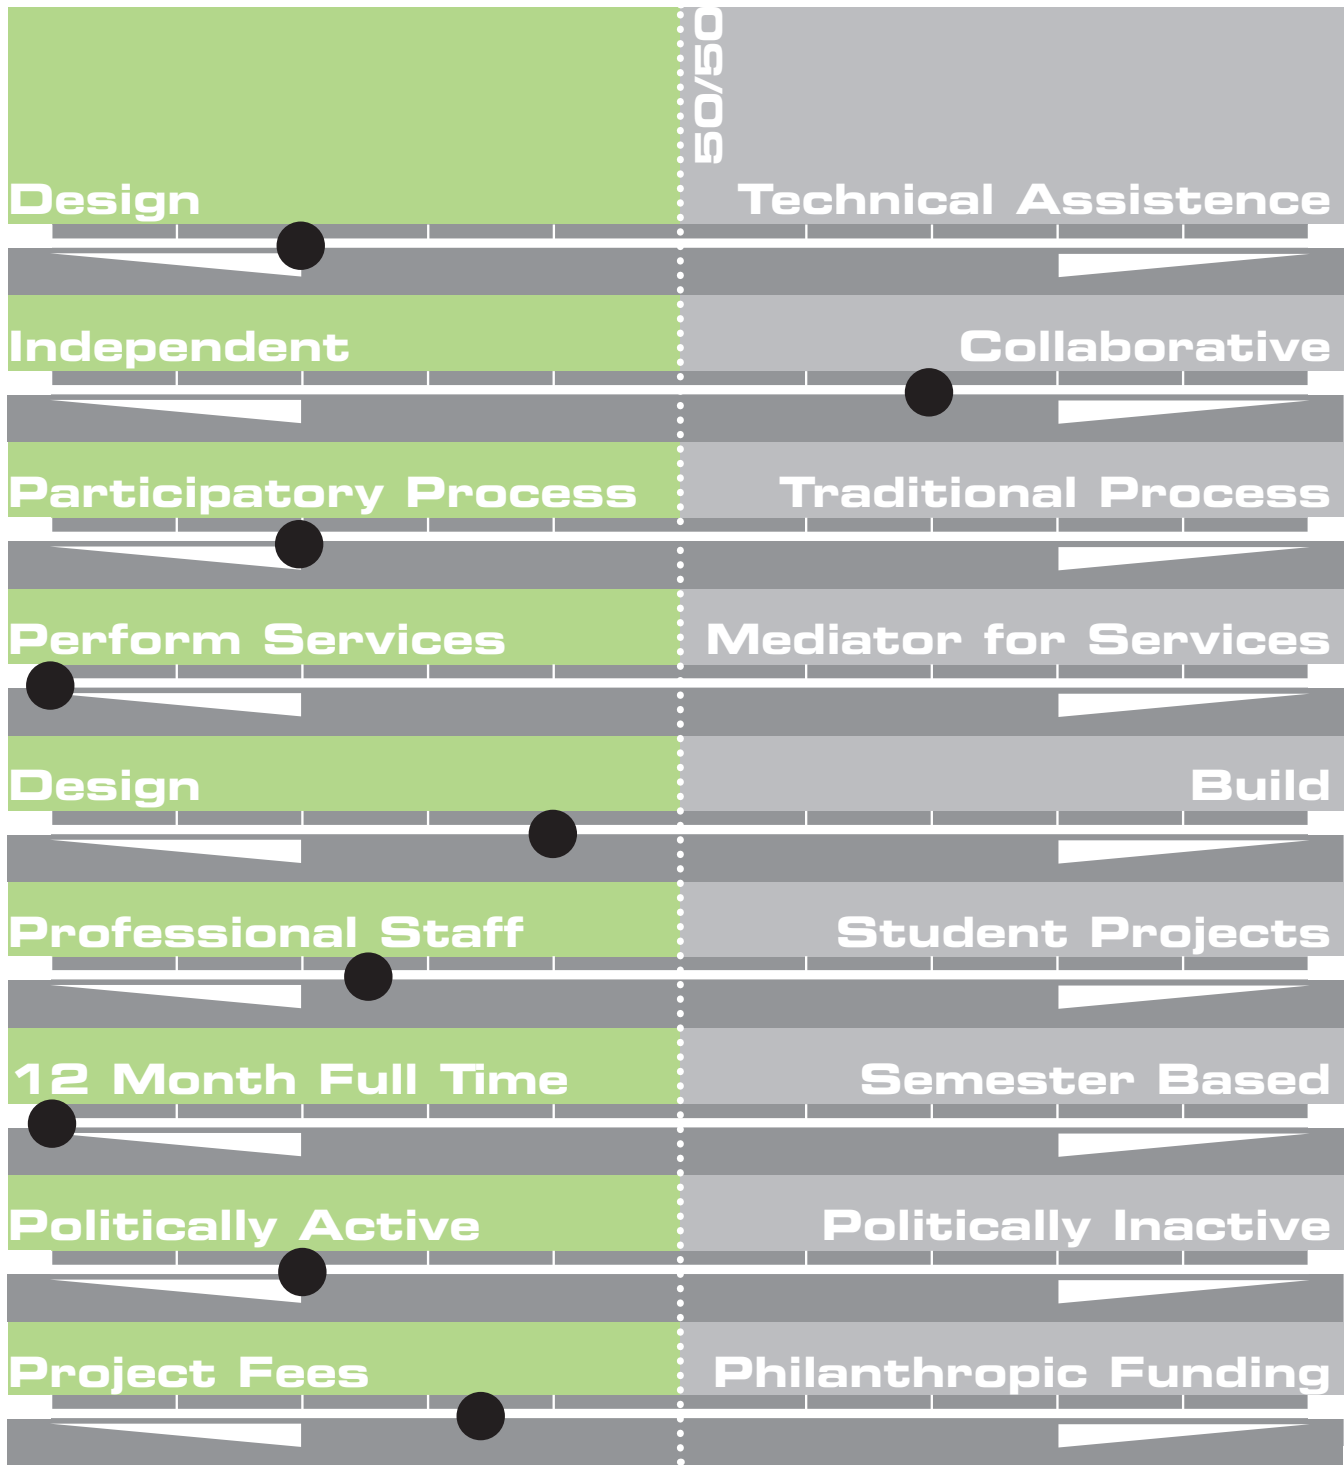 50/50
Design Technical Assistence
Independent Collaborative
Participatory Process Traditional Process
Perform Services Mediator for Services
Design Build
Professional Staff Student Projects
12 Month Full Time Semester Based
Politically Active Politically Inactive
Project Fees Philanthropic Funding